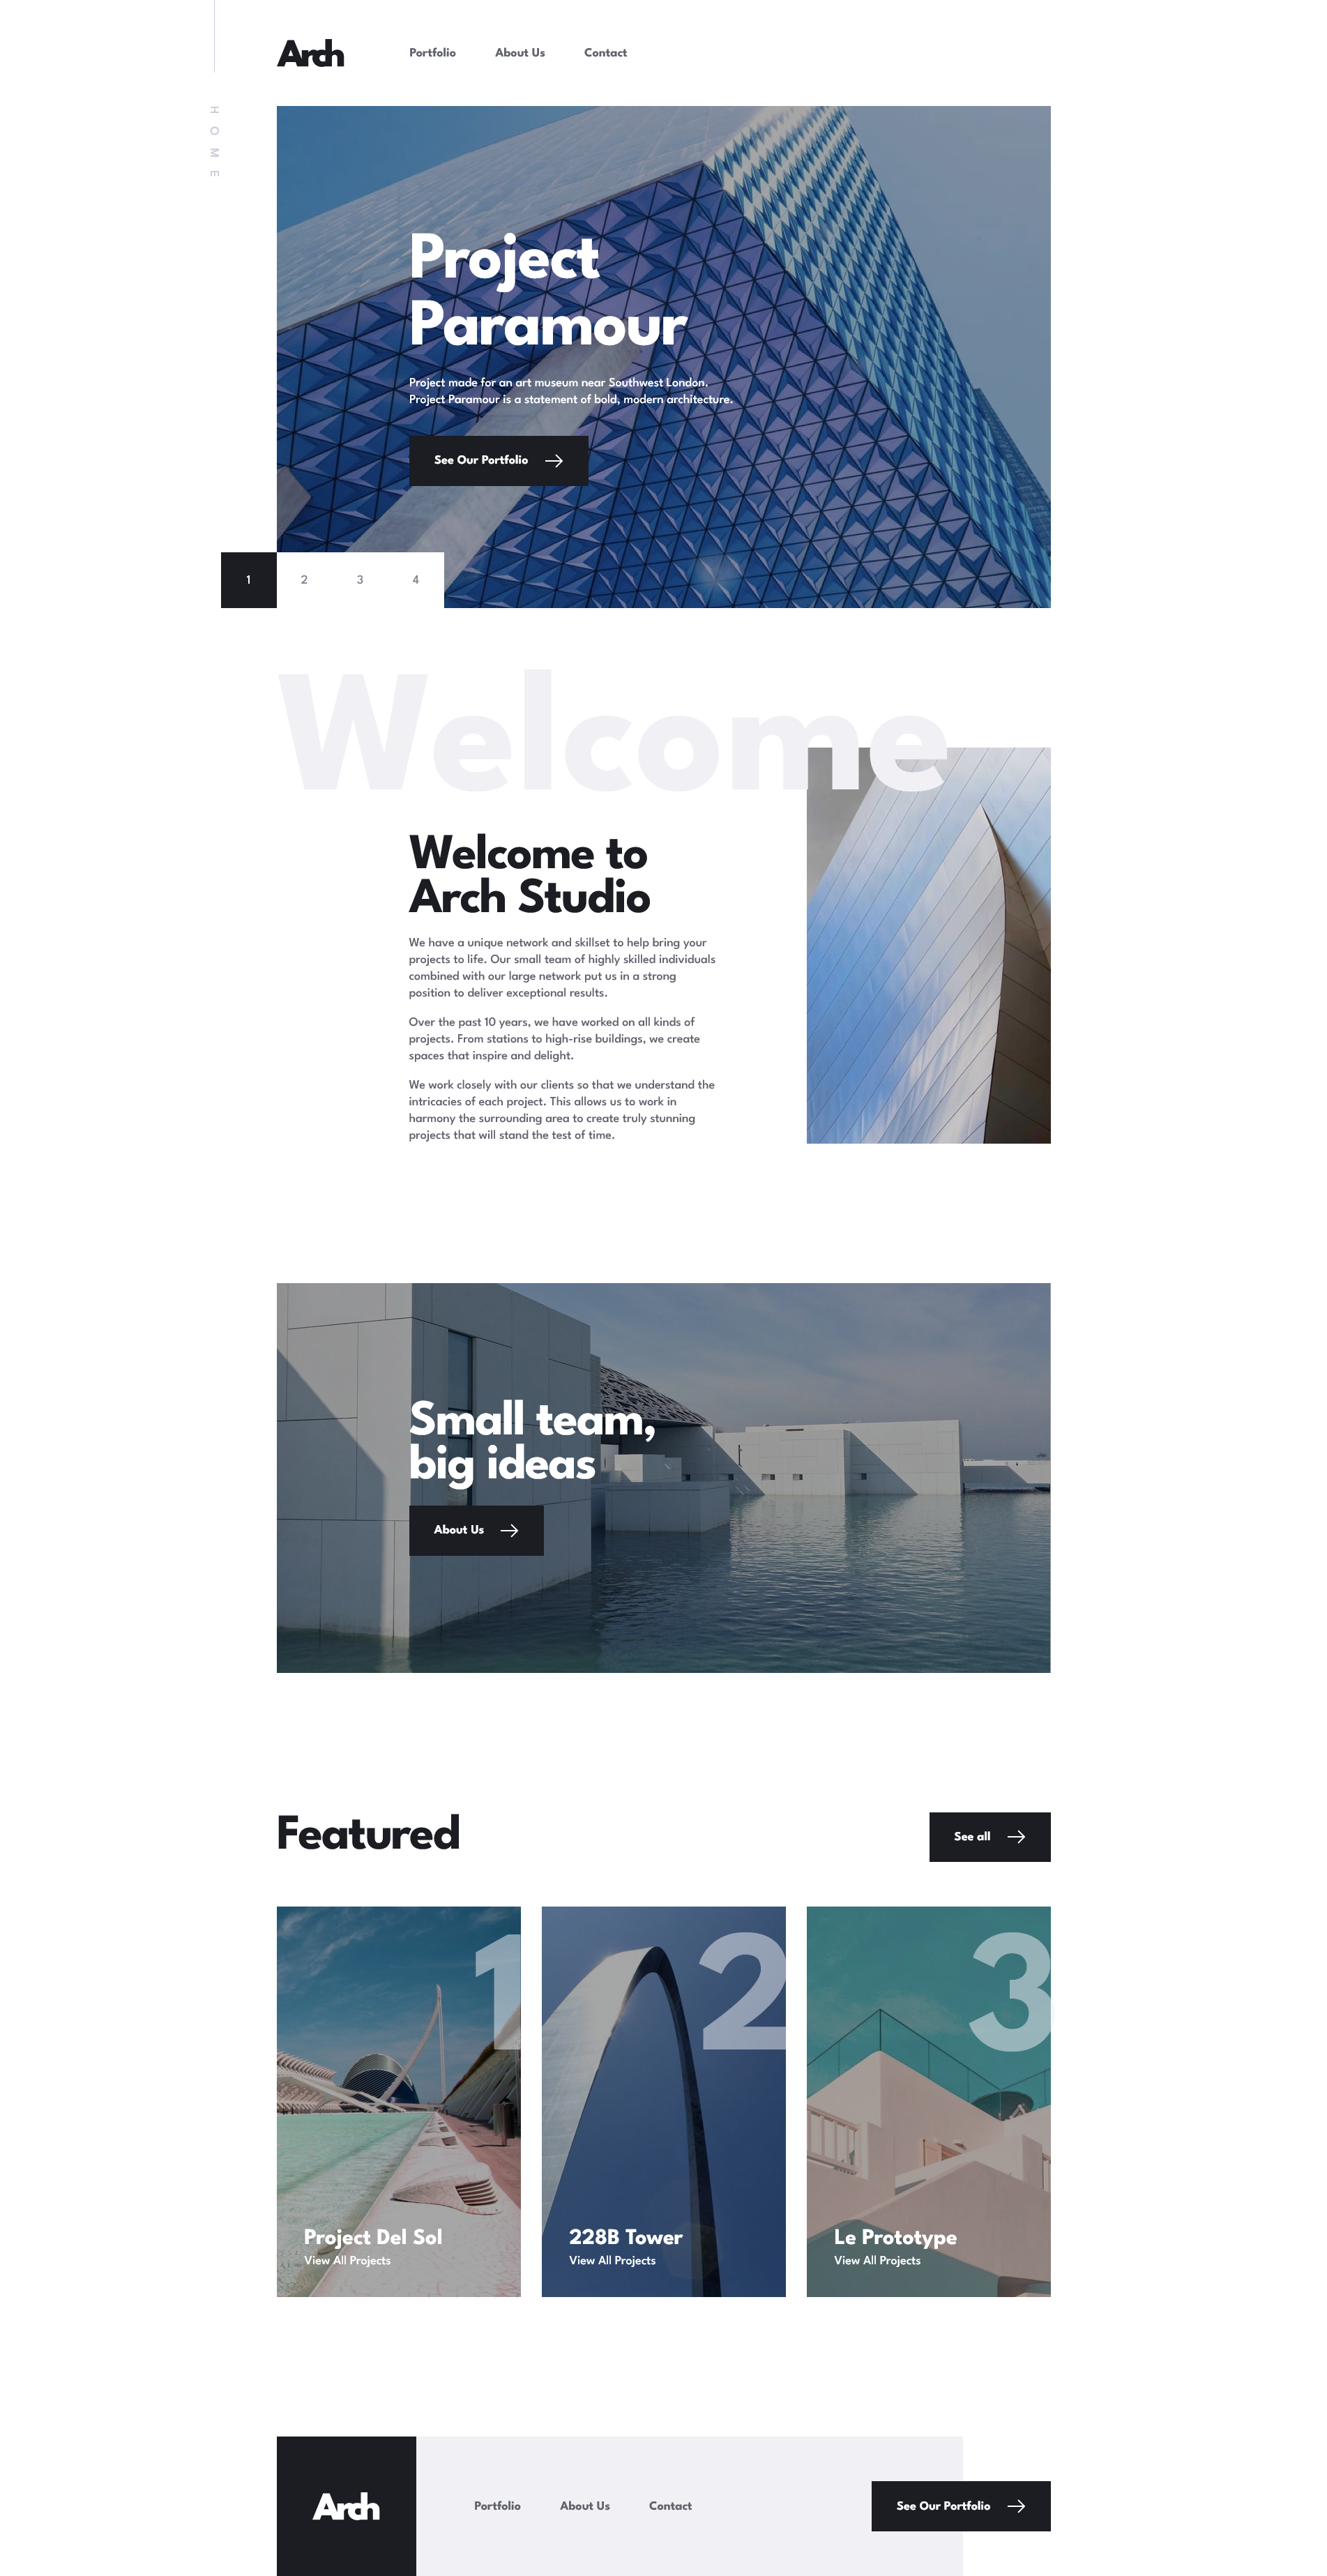 Arch
Portfolio
About Us
Contact
HOME
Project
Paramour
Project made for an art museum near Southwest London.
Project Paramour is a statement of bold, modern architecture.
See Our Portfolio
1
2
3
4
Welcome
Welcome to
Arch Studio
We have a unique network and skillset to help bring your
projects to life. Our small team of highly skilled individuals
combined with our large network put us in a strong
position to deliver exceptional results.
Over the past 10 years, we have worked on all kinds of
projects. From stations to high-rise buildings, we create
spaces that inspire and delight.
We work closely with our clients so that we understand the
intricacies of each project. This allows us to work in
harmony the surrounding area to create truly stunning
projects that will stand the test of time.
Small team,
big ideas
About Us
Featured
See all
1
Project Del Sol
View All Projects
2
228B Tower
View All Projects
3
Le Prototype
View All Projects
Arch
Portfolio
About Us
Contact
See Our Portfolio